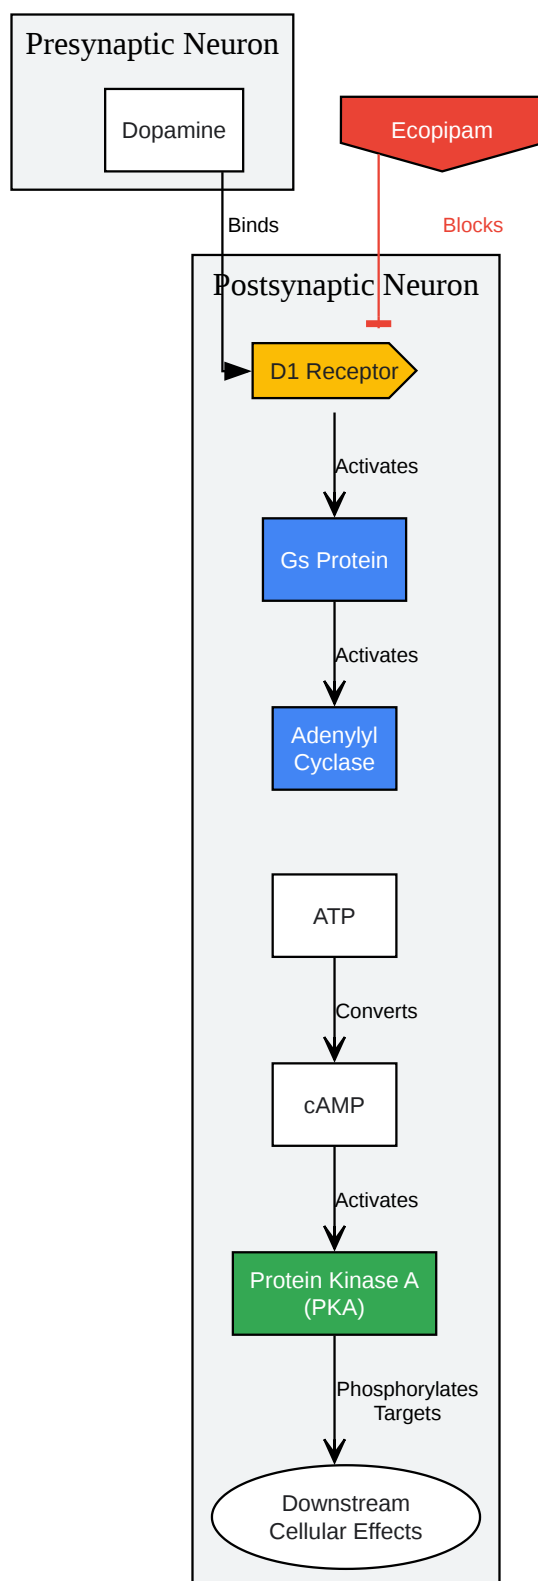 Presynaptic Neuron
Dopamine
Ecopipam
Binds
Blocks
Postsynaptic Neuron
D1 Receptor
Activates
Gs Protein
Activates
Adenylyl
Cyclase
ATP
Converts
cAMP
Activates
Protein Kinase A
(PKA)
Phosphorylates
Targets
Downstream
Cellular Effects